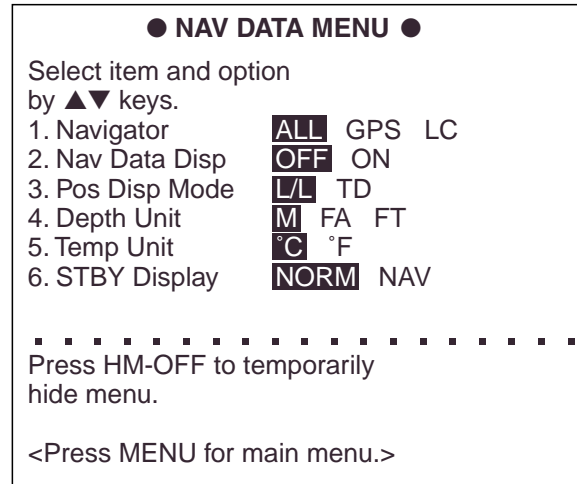 ● NAV DATA MENU ●
Select item and option
by ▲▼ keys.
1. Navigator ALL GPS LC
2. Nav Data Disp OFF ON
3. Pos Disp Mode L/L TD
4. Depth Unit M FA FT
5. Temp Unit °C °F
6. STBY Display NORM NAV
Press HM-OFF to temporarily
hide menu.
<Press MENU for main menu.>